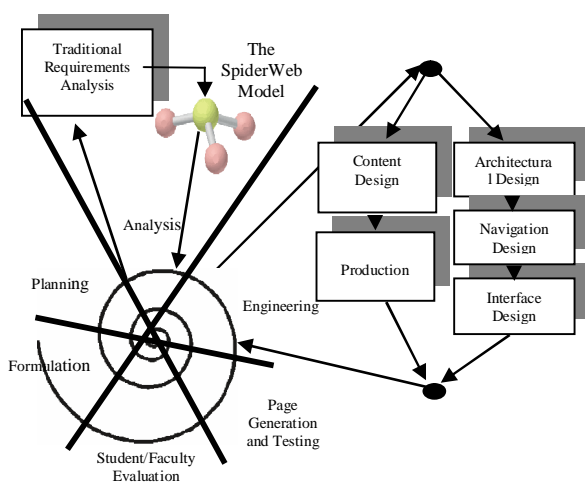 Traditional
Requirements
Analysis
The
SpiderWeb
Model
Content
Design
Architectura
l Design
Analysis
Navigation
Design
Production
Planning
Engineering
Interface
Design
Formulation
Page
Generation
and Testing
Student/Faculty
Evaluation